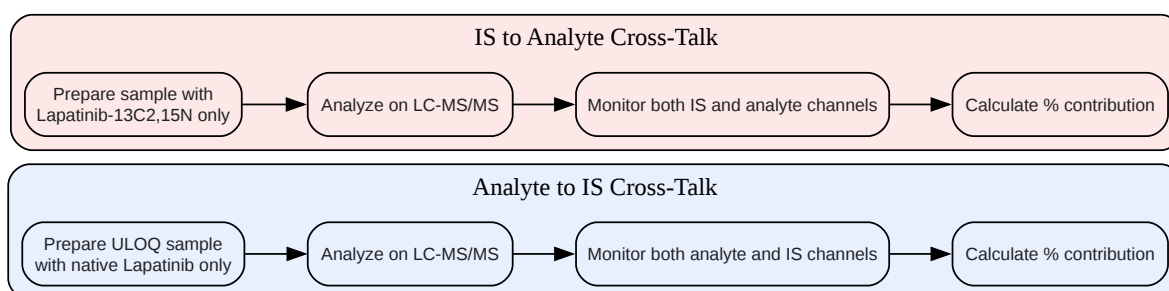 IS to Analyte Cross-Talk
Prepare sample with
Lapatinib-13C2,15N only
Analyze on LC-MS/MS
Monitor both IS and analyte channels
Calculate % contribution
Analyte to IS Cross-Talk
Prepare ULOQ sample
with native Lapatinib only
Analyze on LC-MS/MS
Monitor both analyte and IS channels
Calculate % contribution